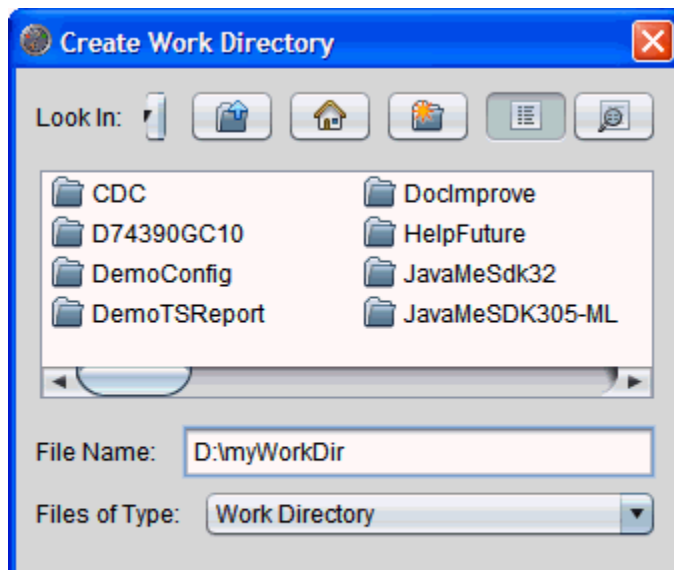 Create Work Directory
Look In:
CDC
D74390GC10
DemoConfig
DemoTSReport
DocImprove
HelpFuture
JavaMeSdk32
JavaMeSDK305-ML
File Name: D:\myWorkDir
Files of Type: Work Directory